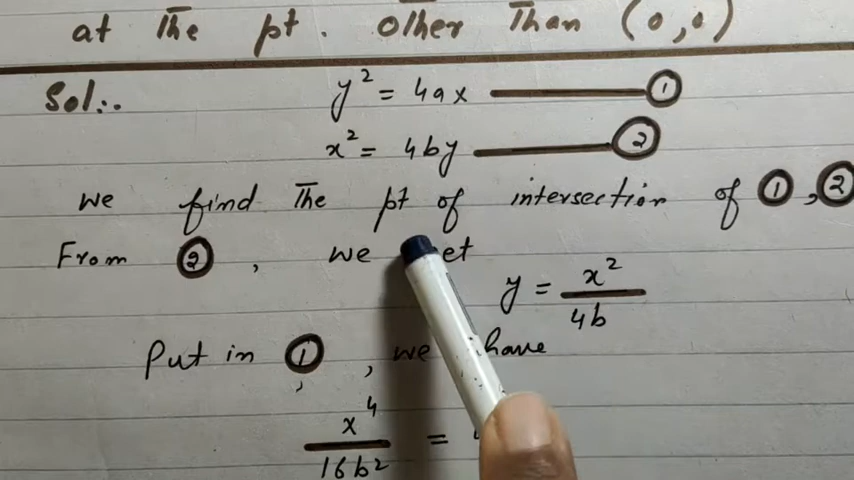 at The pt. other Than (0,0)
Sol:. y² = 4ax ——— ①
x² = 4by ——— ②
We find The pt of intersection of ①, ②
From ②, we et
y = x²/4b
Put in ①, we have
x⁴/16b² =